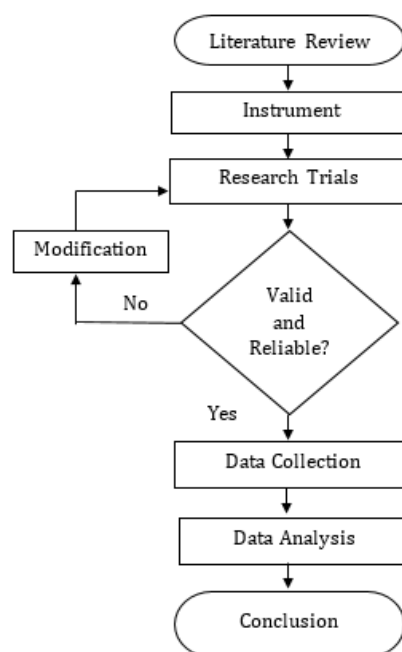 Literature Review
Instrument
Research Trials
Modification
No
Valid
and
Reliable?
Yes
Data Collection
Data Analysis
Conclusion